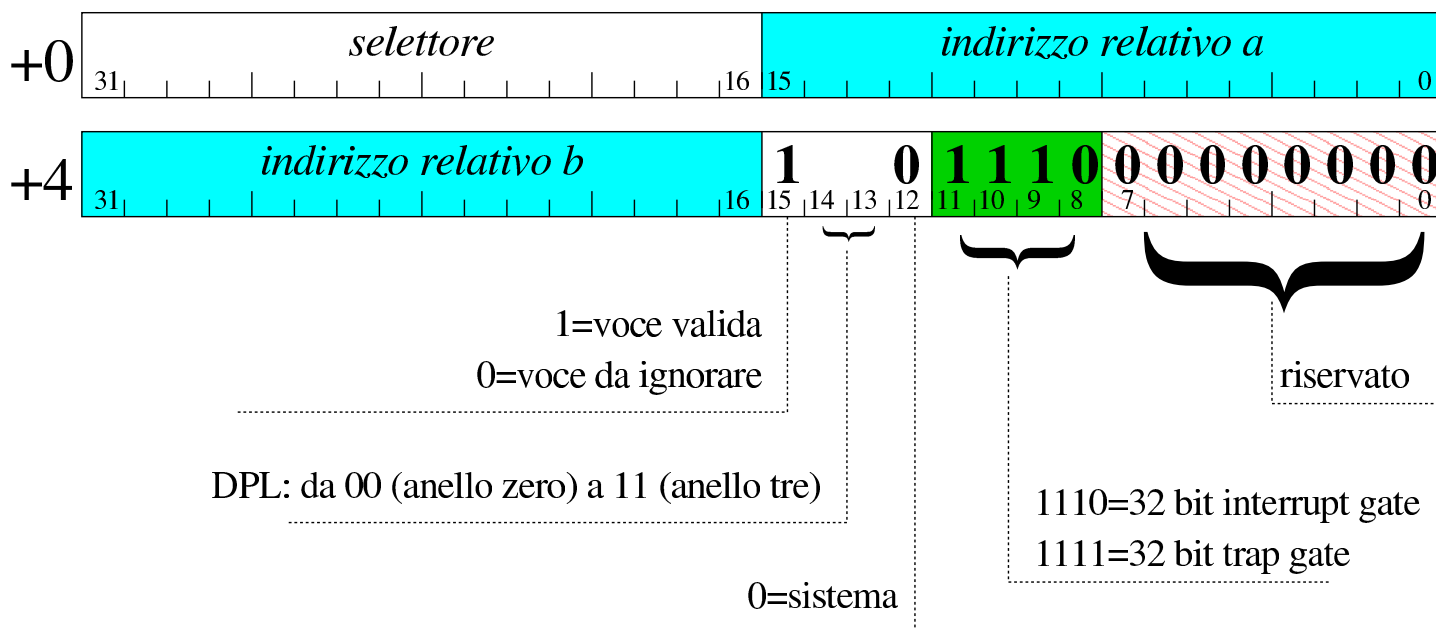 +0 selettore indirizzo relativo a
31 16 15 0
+4 indirizzo relativo b 1 0 1 1 1 0 0 0 0 0 0 0 0 0
31 16 15 14 13 12 11 10 9 8 7 0
1=voce valida
0=voce da ignorare
riservato
DPL: da 00 (anello zero) a 11 (anello tre)
1110=32 bit interrupt gate
1111=32 bit trap gate
0=sistema